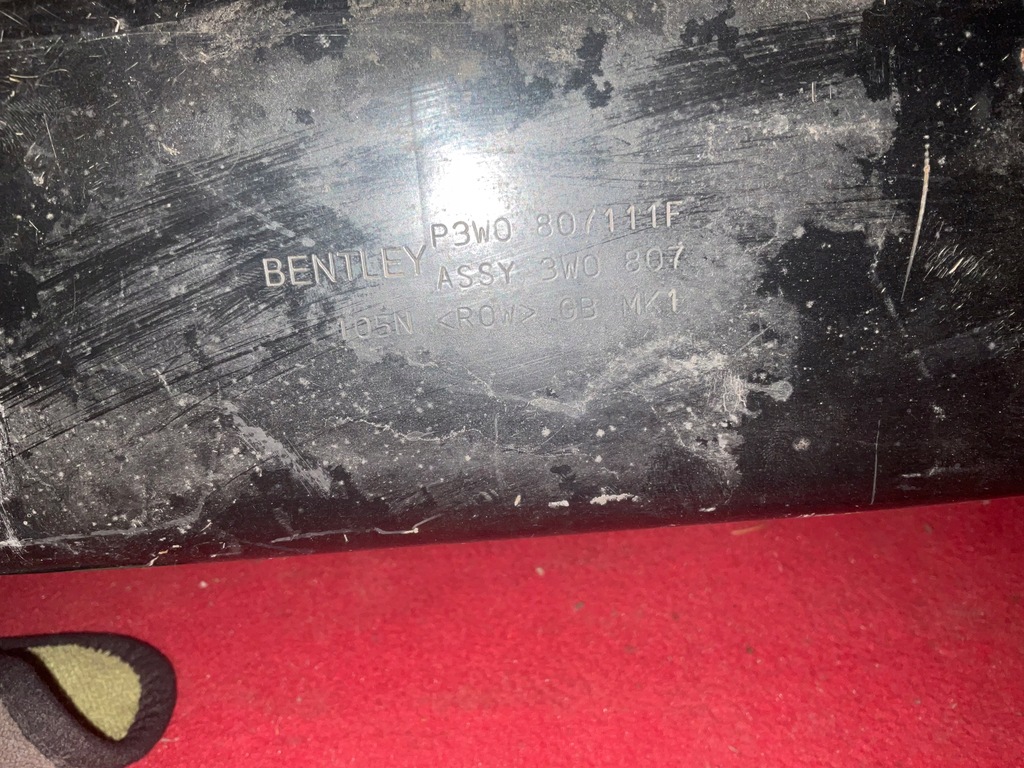 BENTLEY P3W0 807111F
ASSY 3W0 807
105N <ROW> GB MK1